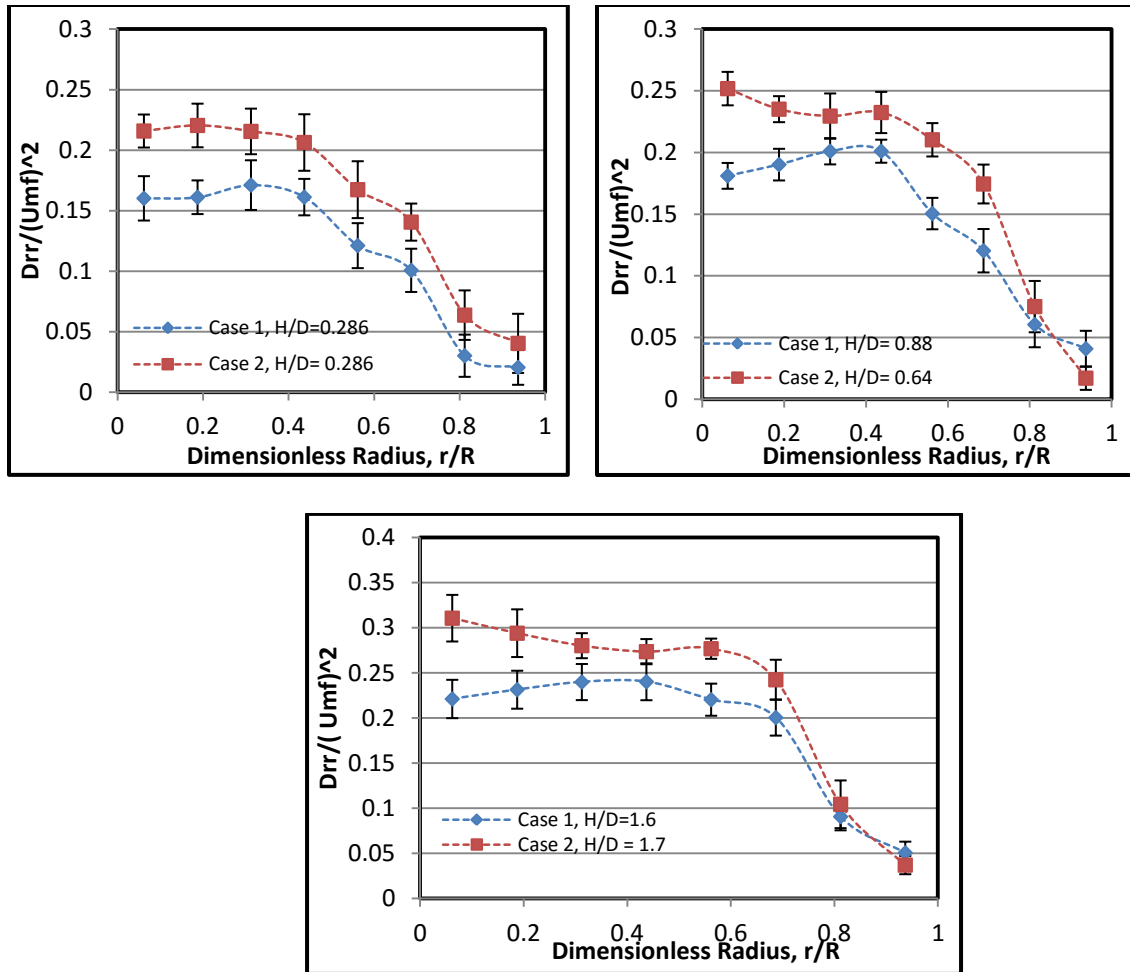 0.3
0.25
0.2
0.15
0.1
0.05
0
Drr/(Umf)^2
Case 1, H/D=0.286
Case 2, H/D= 0.286
0 0.2 0.4 0.6 0.8 1
Dimensionless Radius, r/R
0.3
0.25
0.2
0.15
0.1
0.05
0
Drr/(Umf)^2
Case 1, H/D= 0.88
Case 2, H/D= 0.64
0 0.2 0.4 0.6 0.8 1
Dimensionless Radius, r/R
0.4
0.35
0.3
0.25
0.2
0.15
0.1
0.05
0
Drr/( Umf)^2
Case 1, H/D=1.6
Case 2, H/D = 1.7
0 0.2 0.4 0.6 0.8 1
Dimensionless Radius, r/R